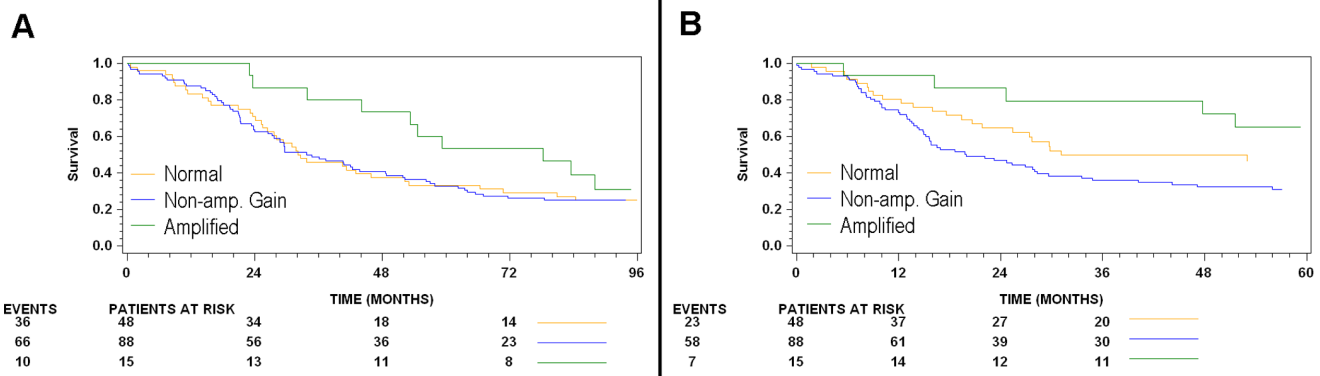 A
1.0
0.8
0.6
0.4
0.2
0.0
Survival
Normal
Non-amp. Gain
Amplified
0 24 48 72 96
TIME (MONTHS)
EVENTS PATIENTS AT RISK
36 48 34 18 14
66 88 56 36 23
10 15 13 11 8
B
1.0
0.8
0.6
0.4
0.2
0.0
Survival
Normal
Non-amp. Gain
Amplified
0 12 24 36 48 60
TIME (MONTHS)
EVENTS PATIENTS AT RISK
23 48 37 27 20
58 88 61 39 30
7 15 14 12 11